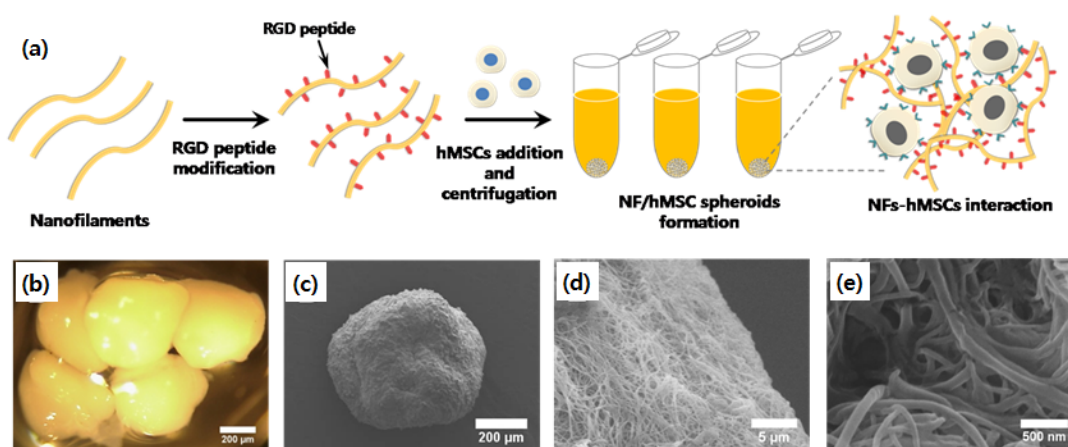 (a)
RGD peptide
RGD peptide
modification
Nanofilaments
hMSCs addition
and
centrifugation
NF/hMSC spheroids
formation
NFs-hMSCs interaction
(b)
200 µm
(c)
200 µm
(d)
5 µm
(e)
500 nm